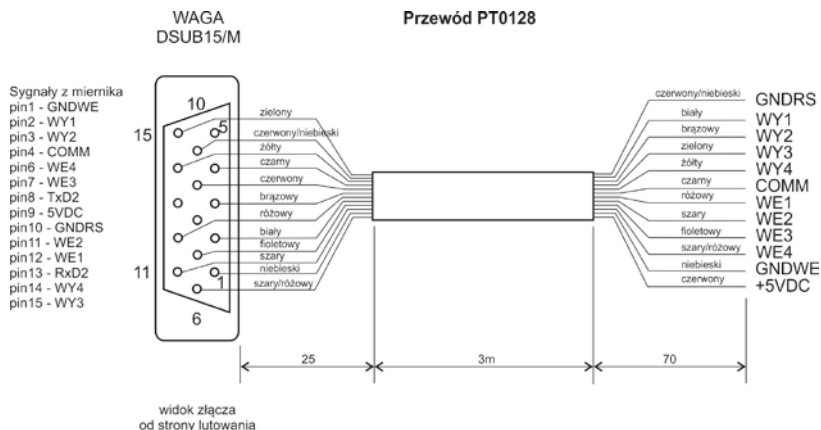 WAGA
DSUB15/M
Przewód PT0128
Sygnały z miernika
pin1 - GNDWE
pin2 - WY1
pin3 - WY2
pin4 - COMM
pin6 - WE4
pin7 - WE3
pin8 - TxD2
pin9 - 5VDC
pin10 - GNDRS
pin11 - WE2
pin12 - WE1
pin13 - RxD2
pin14 - WY4
pin15 - WY3
10
15
5
11
1
6
zielony
czerwony/niebieski
żółty
czarny
czerwony
brązowy
różowy
biały
fioletowy
szary
niebieski
szary/różowy
czerwony/niebieski GNDRS
biały WY1
brązowy WY2
zielony WY3
żółty WY4
czarny COMM
różowy WE1
szary WE2
fioletowy WE3
szary/różowy WE4
niebieski GNDWE
czerwony +5VDC
25 3m 70
widok złącza
od strony lutowania